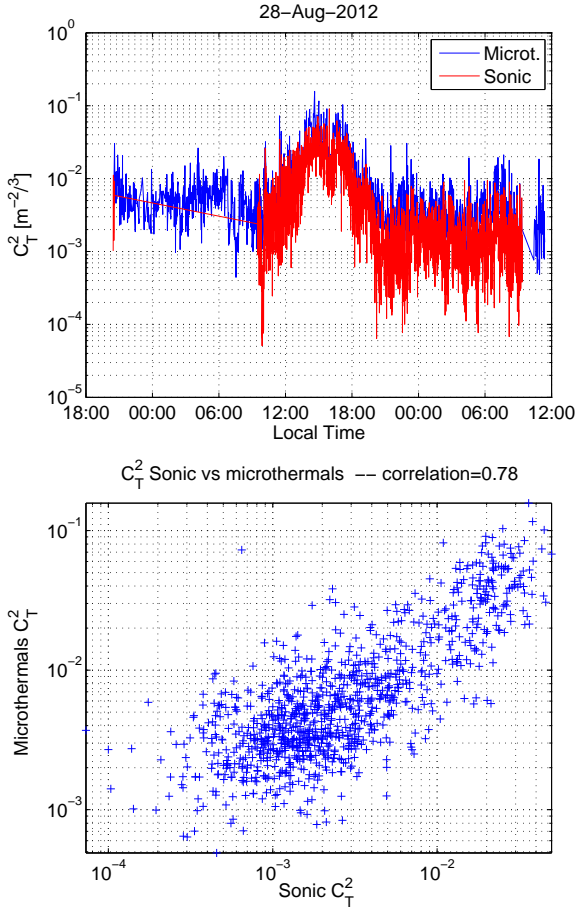 28−Aug−2012
10^0
10^−1
10^−2
10^−3
10^−4
10^−5
C_T^2 [m^−2/^3]
Microt.
Sonic
18:00 00:00 06:00 12:00 18:00 00:00 06:00 12:00
Local Time
C_T^2 Sonic vs microthermals −− correlation=0.78
10^−1
10^−2
10^−3
Microthermals C_T^2
10^−4 10^−3 10^−2
Sonic C_T^2